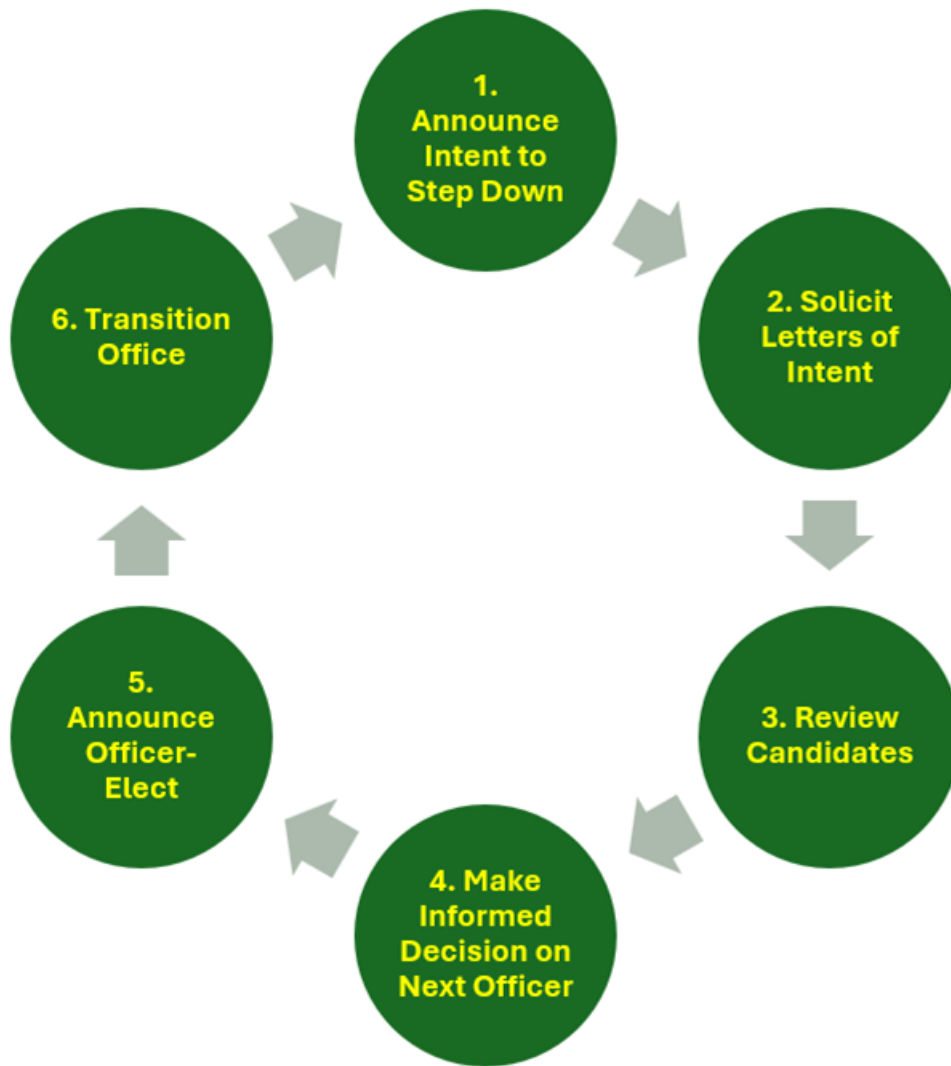 1.
Announce
Intent to
Step Down
2. Solicit
Letters of
Intent
3. Review
Candidates
4. Make
Informed
Decision on
Next Officer
5.
Announce
Officer-
Elect
6. Transition
Office